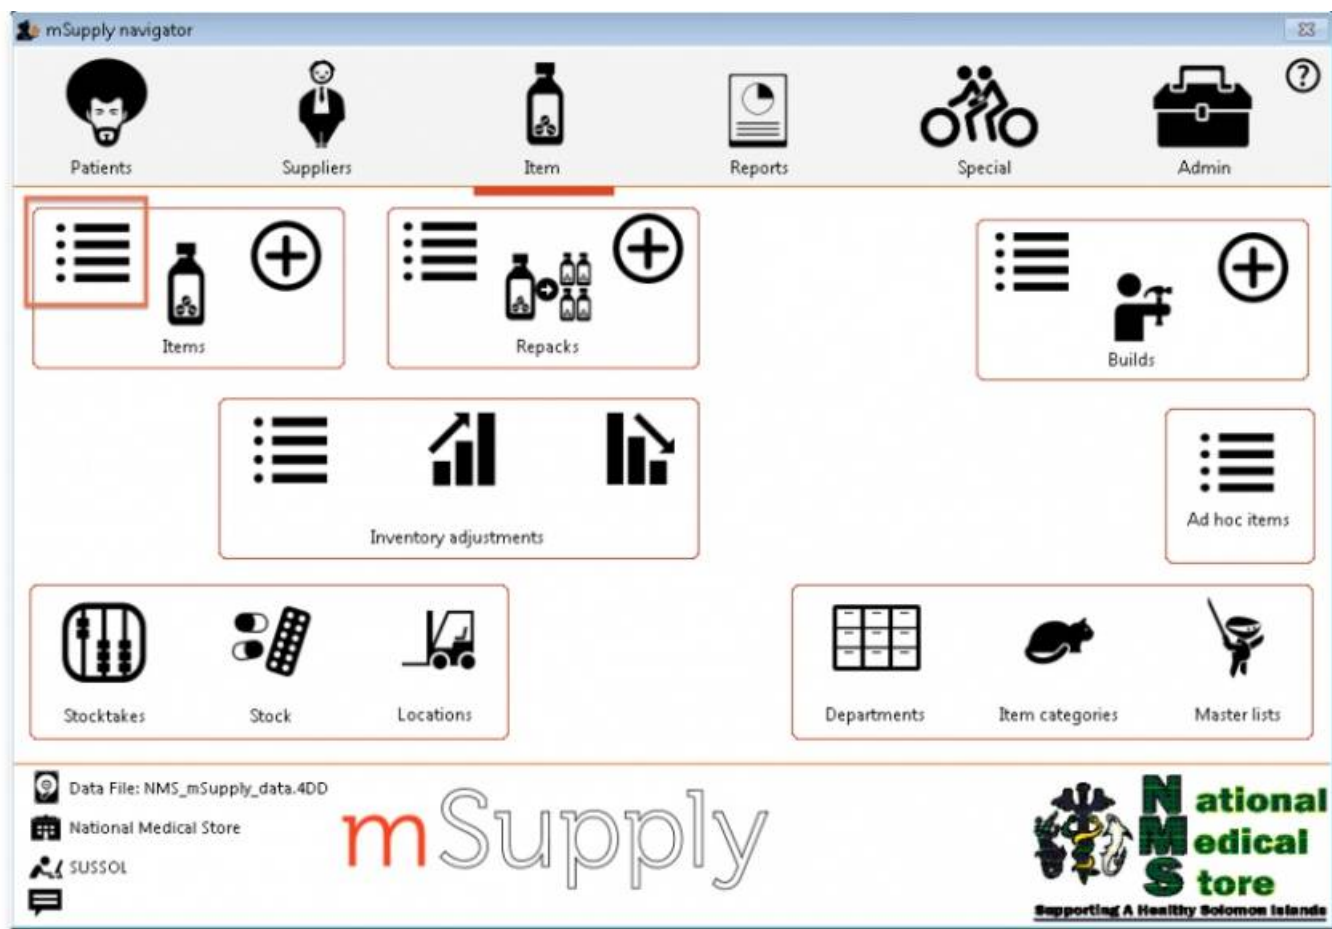 mSupply navigator
Patients
Suppliers
Item
Reports
Special
Admin
?
Items
Repacks
Builds
Inventory adjustments
Ad hoc items
Stocktakes
Stock
Locations
Departments
Item categories
Master lists
Data File: NMS_mSupply_data.4DD
National Medical Store
SUSSOL
mSupply
National
Medical
Store
Supporting A Healthy Solomon Islands